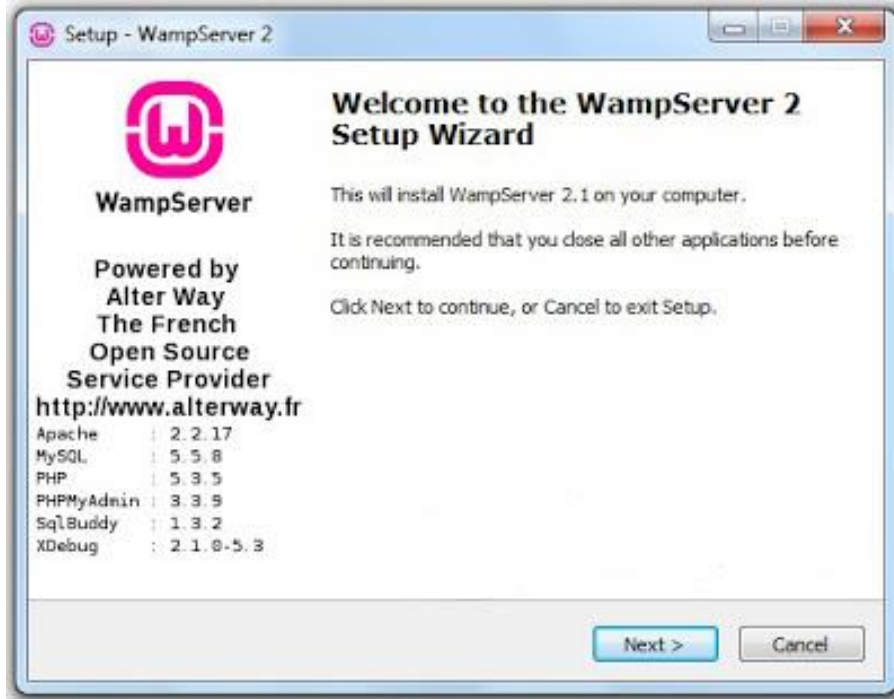 Setup - WampServer 2
WampServer
Powered by
Alter Way
The French
Open Source
Service Provider
http://www.alterway.fr
Apache : 2.2.17
MySQL : 5.5.8
PHP : 5.3.5
PHPMyAdmin : 3.3.9
SqlBuddy : 1.3.2
XDebug : 2.1.0-5.3
Welcome to the WampServer 2
Setup Wizard
This will install WampServer 2.1 on your computer.
It is recommended that you close all other applications before
continuing.
Click Next to continue, or Cancel to exit Setup.
Next >
Cancel